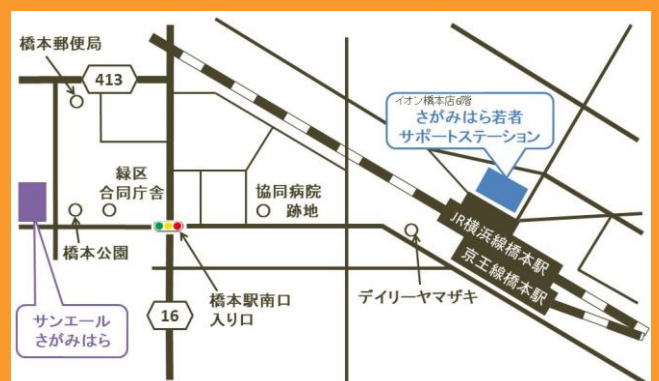 橋本郵便局
413
イオン橋本店6階
さがみはら若者
サポートステーション
緑区
合同庁舎
協同病院
跡地
橋本公園
JR横浜線橋本駅
京王線橋本駅
サンエール
さがみはら
16
橋本駅南口
入り口
デイリーヤマザキ